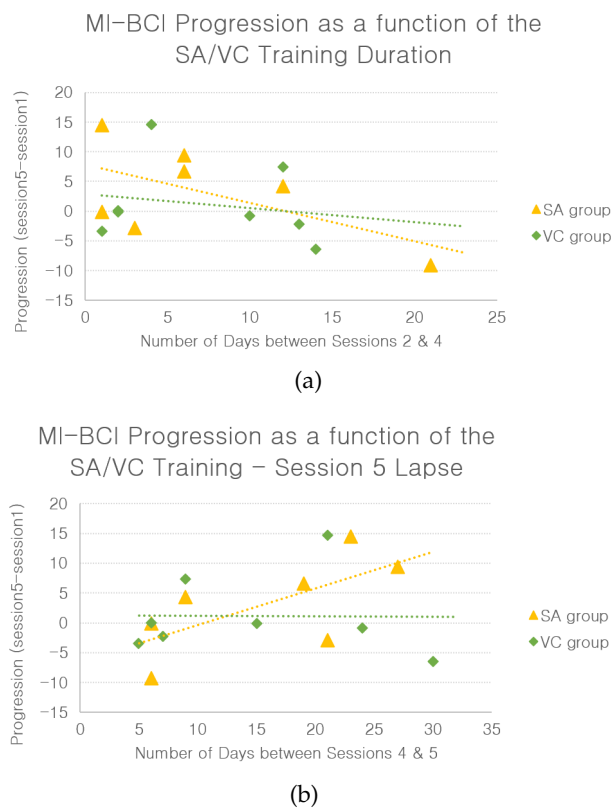 MI-BCI Progression as a function of the
SA/VC Training Duration
Progression (session5-session1)
20
15
10
5
0
-5
-10
-15
0 5 10 15 20 25
Number of Days between Sessions 2 & 4
SA group
VC group
(a)
MI-BCI Progression as a function of the
SA/VC Training - Session 5 Lapse
Progression (session5-session1)
20
15
10
5
0
-5
-10
-15
0 5 10 15 20 25 30 35
Number of Days between Sessions 4 & 5
SA group
VC group
(b)